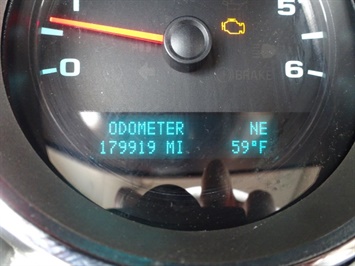 1 5
0 BRAKE 6
ODOMETER NE
179919 MI 59°F